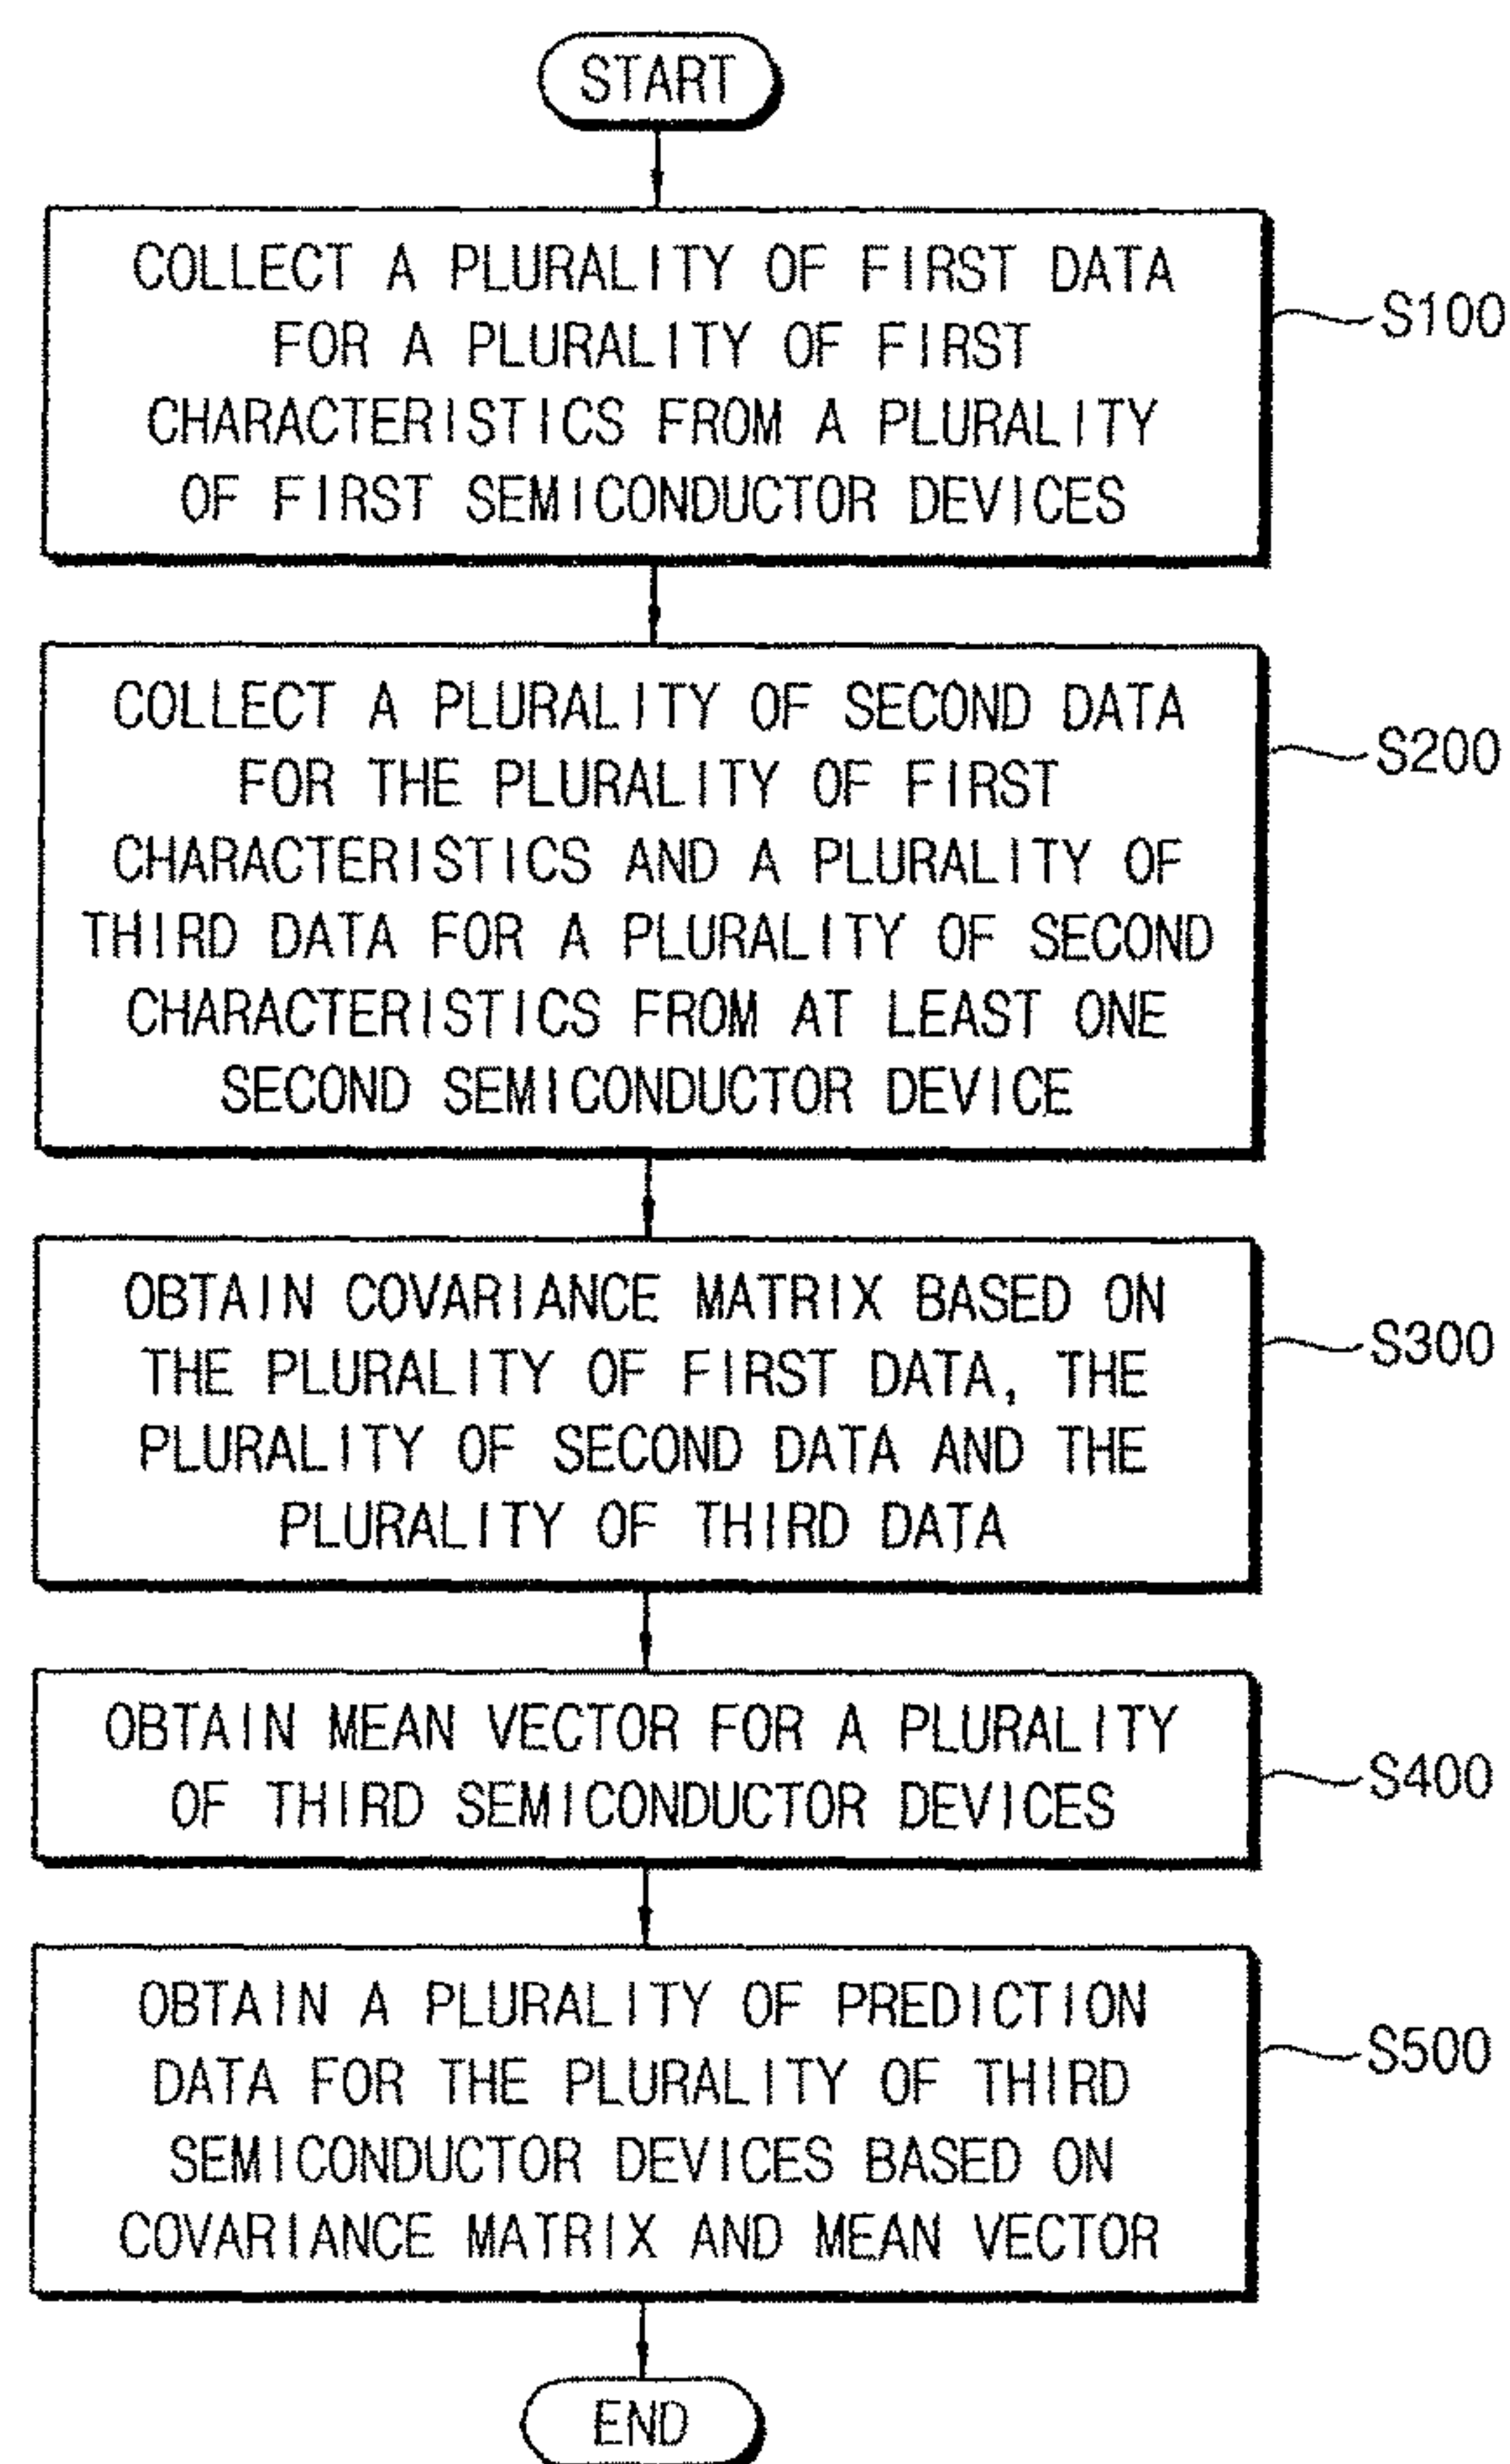 START
COLLECT A PLURALITY OF FIRST DATA
FOR A PLURALITY OF FIRST
CHARACTERISTICS FROM A PLURALITY
OF FIRST SEMICONDUCTOR DEVICES
S100
COLLECT A PLURALITY OF SECOND DATA
FOR THE PLURALITY OF FIRST
CHARACTERISTICS AND A PLURALITY OF
THIRD DATA FOR A PLURALITY OF SECOND
CHARACTERISTICS FROM AT LEAST ONE
SECOND SEMICONDUCTOR DEVICE
S200
OBTAIN COVARIANCE MATRIX BASED ON
THE PLURALITY OF FIRST DATA, THE
PLURALITY OF SECOND DATA AND THE
PLURALITY OF THIRD DATA
S300
OBTAIN MEAN VECTOR FOR A PLURALITY
OF THIRD SEMICONDUCTOR DEVICES
S400
OBTAIN A PLURALITY OF PREDICTION
DATA FOR THE PLURALITY OF THIRD
SEMICONDUCTOR DEVICES BASED ON
COVARIANCE MATRIX AND MEAN VECTOR
S500
END